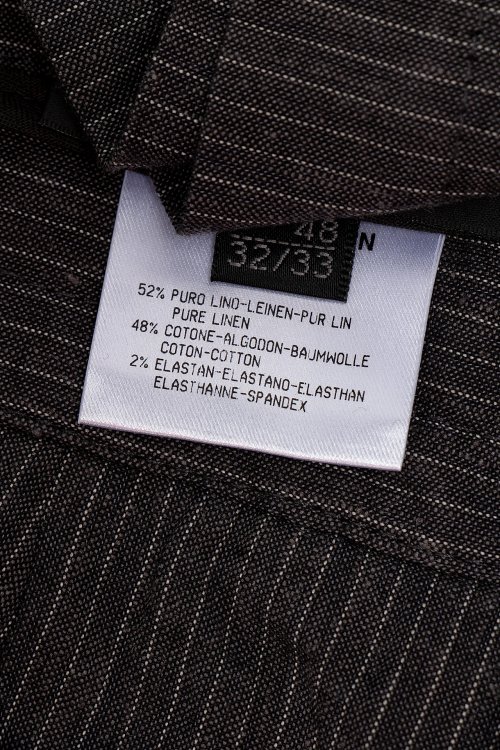 48
32/33
N
52% PURO LINO-LEINEN-PUR LIN
PURE LINEN
48% COTONE-ALGODON-BAUMWOLLE
COTON-COTTON
2% ELASTAN-ELASTANO-ELASTHAN
ELASTHANNE-SPANDEX